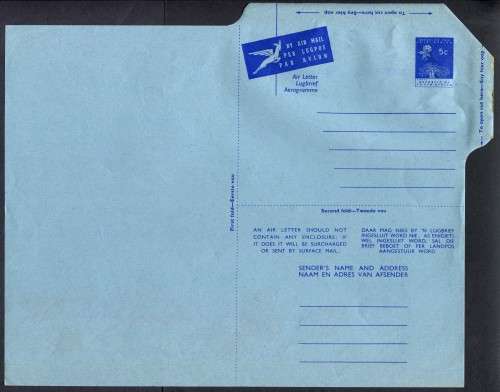 To open cut here—Sny hier oop
BY AIR MAIL
PER LUGPOS
PAR AVION
5c
Air Letter
Lugbrief
Aerogramme
To open cut here—Sny hier oop
First fold—Eerste vou
Second fold—Tweede vou
AN AIR LETTER SHOULD NOT
CONTAIN ANY ENCLOSURE; IF
IT DOES IT WILL BE SURCHARGED
OR SENT BY SURFACE MAIL.
DAAR MAG NIKS BY 'N LUGBRIEF
INGESLUIT WORD NIE. AS ENIGIETS
WEL INGESLUIT WORD, SAL DIE
BRIEF BEBOET OF PER LANDPOS
AANGESTUUR WORD.
SENDER'S NAME AND ADDRESS
NAAM EN ADRES VAN AFSENDER